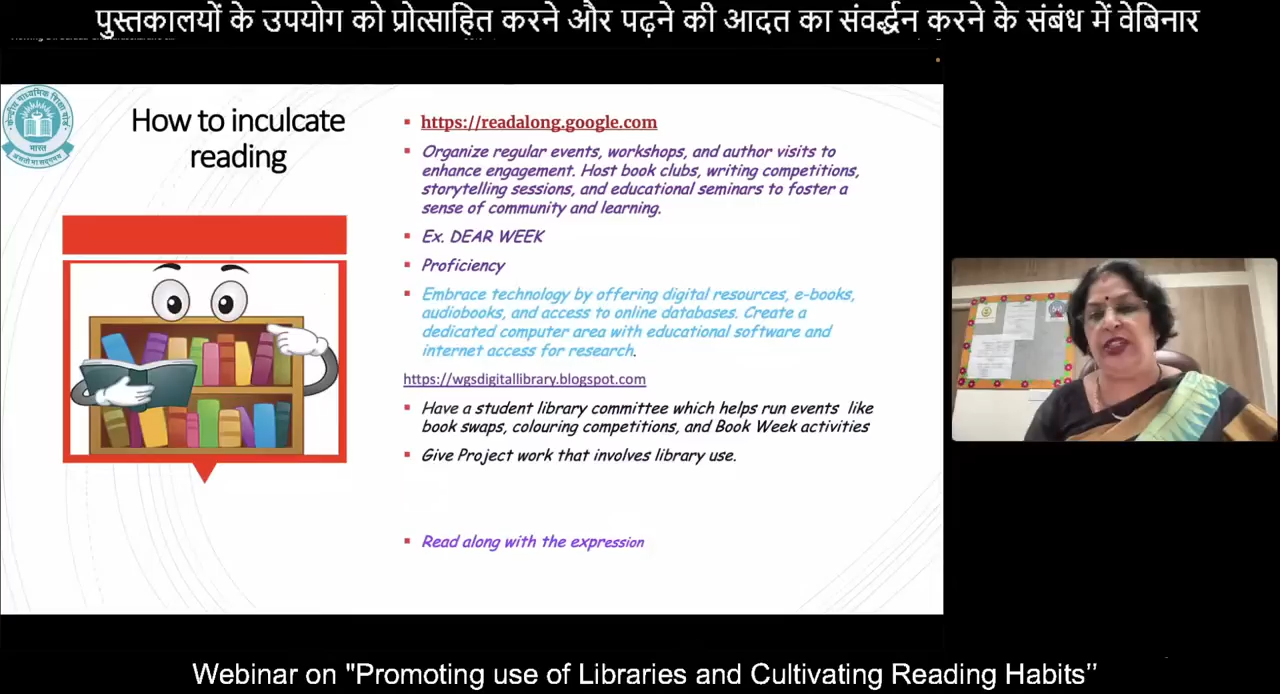 पुस्तकालयों के उपयोग को प्रोत्साहित करने और पढ़ने की आदत का संवर्द्धन करने के संबंध में वेबिनार
केन्द्रीय माध्यमिक शिक्षा बोर्ड
भारत
असतो मा सद्गमय
How to inculcate
reading
https://readalong.google.com
Organize regular events, workshops, and author visits to
enhance engagement. Host book clubs, writing competitions,
storytelling sessions, and educational seminars to foster a
sense of community and learning.
Ex. DEAR WEEK
Proficiency
Embrace technology by offering digital resources, e-books,
audiobooks, and access to online databases. Create a
dedicated computer area with educational software and
internet access for research.
https://wgsdigitallibrary.blogspot.com
Have a student library committee which helps run events like
book swaps, colouring competitions, and Book Week activities
Give Project work that involves library use.
Read along with the expression
Webinar on "Promoting use of Libraries and Cultivating Reading Habits''